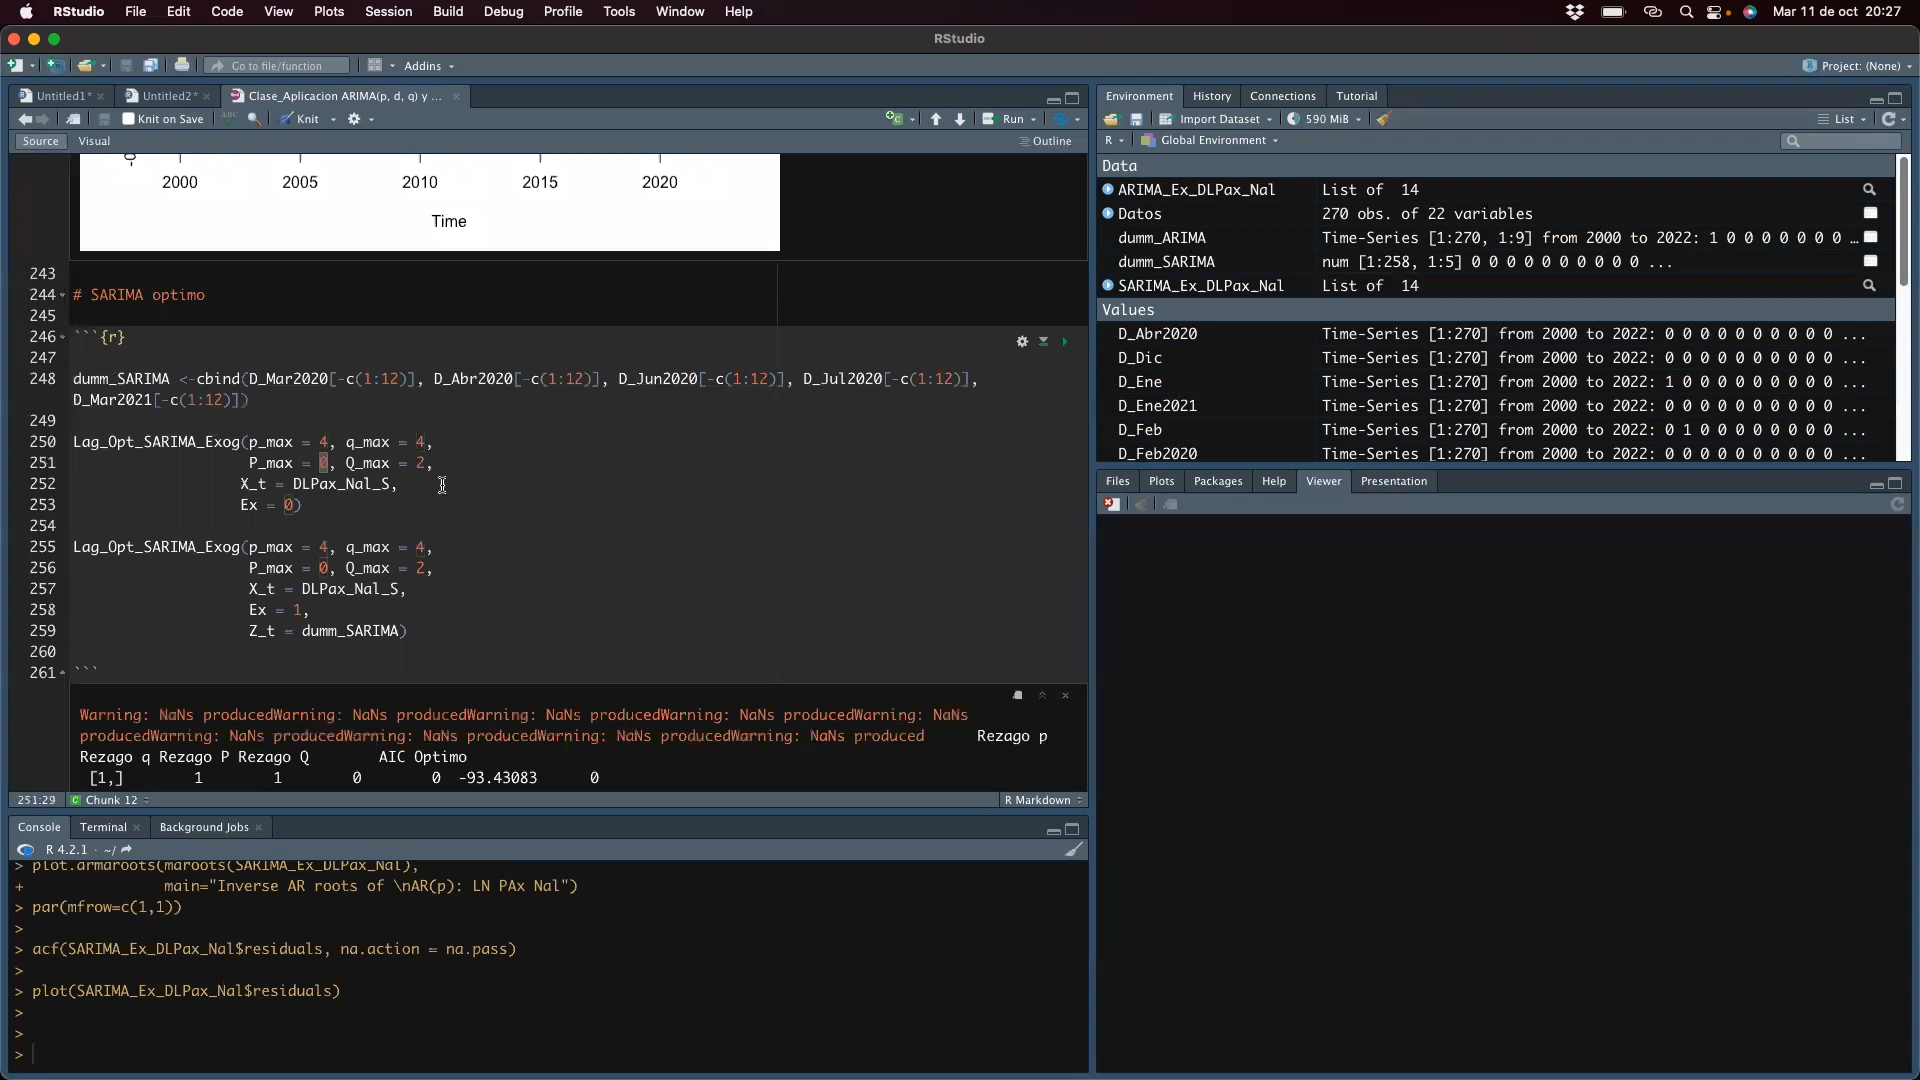 RStudio File Edit Code View Plots Session Build Debug Profile Tools Window Help Mar 11 de oct 20:27
RStudio
Go to file/function Addins Project: (None)
Untitled1* Untitled2* Clase_Aplicacion ARIMA(p, d, q) y ...
Knit on Save ABC Knit Run
Source Visual Outline
2000 2005 2010 2015 2020
Time
243
244 # SARIMA optimo
245
246 ```{r}
247
248 dumm_SARIMA <-cbind(D_Mar2020[-c(1:12)], D_Abr2020[-c(1:12)], D_Jun2020[-c(1:12)], D_Jul2020[-c(1:12)],
D_Mar2021[-c(1:12)])
249
250 Lag_Opt_SARIMA_Exog(p_max = 4, q_max = 4,
251 P_max = 0, Q_max = 2,
252 X_t = DLPax_Nal_S,
253 Ex = 0)
254
255 Lag_Opt_SARIMA_Exog(p_max = 4, q_max = 4,
256 P_max = 0, Q_max = 2,
257 X_t = DLPax_Nal_S,
258 Ex = 1,
259 Z_t = dumm_SARIMA)
260
261 ```
Warning: NaNs producedWarning: NaNs producedWarning: NaNs producedWarning: NaNs producedWarning: NaNs
producedWarning: NaNs producedWarning: NaNs producedWarning: NaNs producedWarning: NaNs produced Rezago p
Rezago q Rezago P Rezago Q AIC Optimo
[1,] 1 1 0 0 -93.43083 0
251:29 Chunk 12 R Markdown
Console Terminal Background Jobs
R 4.2.1 · ~/
> plot.armaroots(maroots(SARIMA_Ex_DLPax_Nal),
+ main="Inverse AR roots of \nAR(p): LN PAx Nal")
> par(mfrow=c(1,1))
>
> acf(SARIMA_Ex_DLPax_Nal$residuals, na.action = na.pass)
>
> plot(SARIMA_Ex_DLPax_Nal$residuals)
>
>
>
Environment History Connections Tutorial
Import Dataset 590 MiB List
R Global Environment
Data
ARIMA_Ex_DLPax_Nal List of 14
Datos 270 obs. of 22 variables
dumm_ARIMA Time-Series [1:270, 1:9] from 2000 to 2022: 1 0 0 0 0 0 0 0 …
dumm_SARIMA num [1:258, 1:5] 0 0 0 0 0 0 0 0 0 0 ...
SARIMA_Ex_DLPax_Nal List of 14
Values
D_Abr2020 Time-Series [1:270] from 2000 to 2022: 0 0 0 0 0 0 0 0 0 0 ...
D_Dic Time-Series [1:270] from 2000 to 2022: 0 0 0 0 0 0 0 0 0 0 ...
D_Ene Time-Series [1:270] from 2000 to 2022: 1 0 0 0 0 0 0 0 0 0 ...
D_Ene2021 Time-Series [1:270] from 2000 to 2022: 0 0 0 0 0 0 0 0 0 0 ...
D_Feb Time-Series [1:270] from 2000 to 2022: 0 1 0 0 0 0 0 0 0 0 ...
D_Feb2020 Time-Series [1:270] from 2000 to 2022: 0 0 0 0 0 0 0 0 0 0 ...
Files Plots Packages Help Viewer Presentation